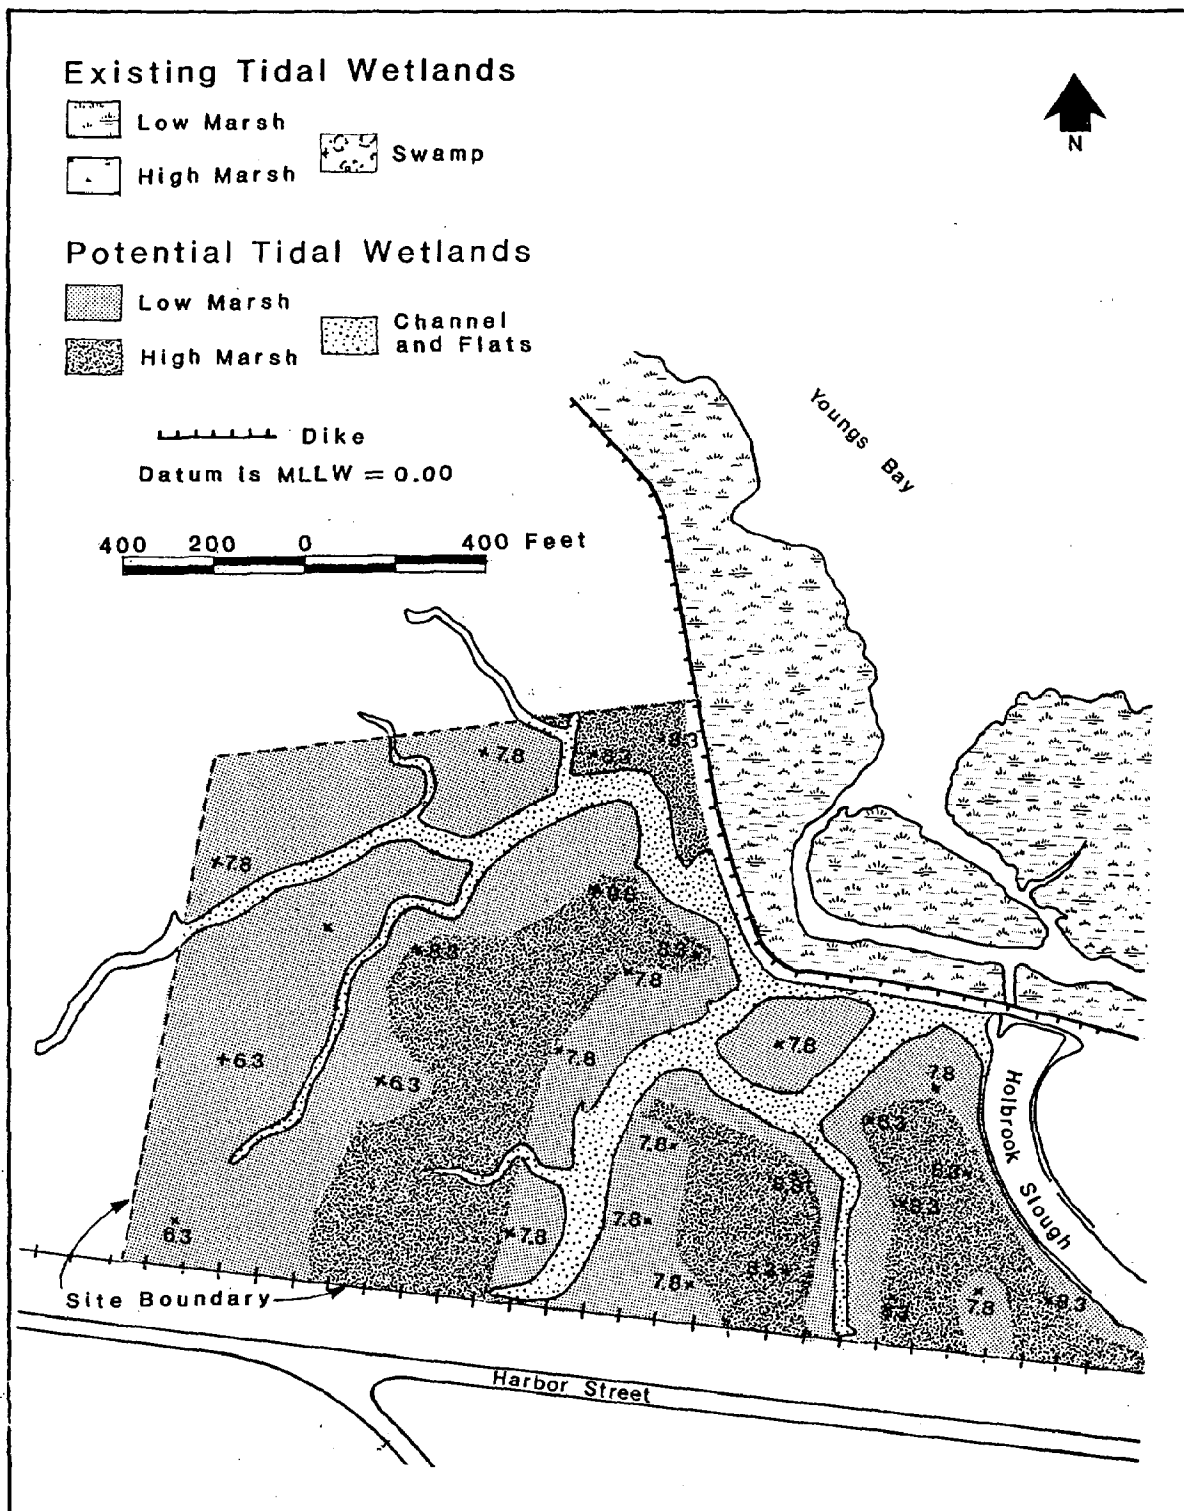 Existing Tidal Wetlands
Low Marsh
Swamp
High Marsh
N
Potential Tidal Wetlands
Low Marsh
Channel
and Flats
High Marsh
Dike
Datum is MLLW = 0.00
400 200 0 400 Feet
Youngs Bay
8.3
7.8
8.3
7.8
8.3
8.3
7.8
7.8
7.8
6.3
6.3
7.8
8.3
7.8
8.3
8.3
7.8
7.8
6.3
8.3
7.8
7.8
8.3
Holbrook Slough
Site Boundary
Harbor Street